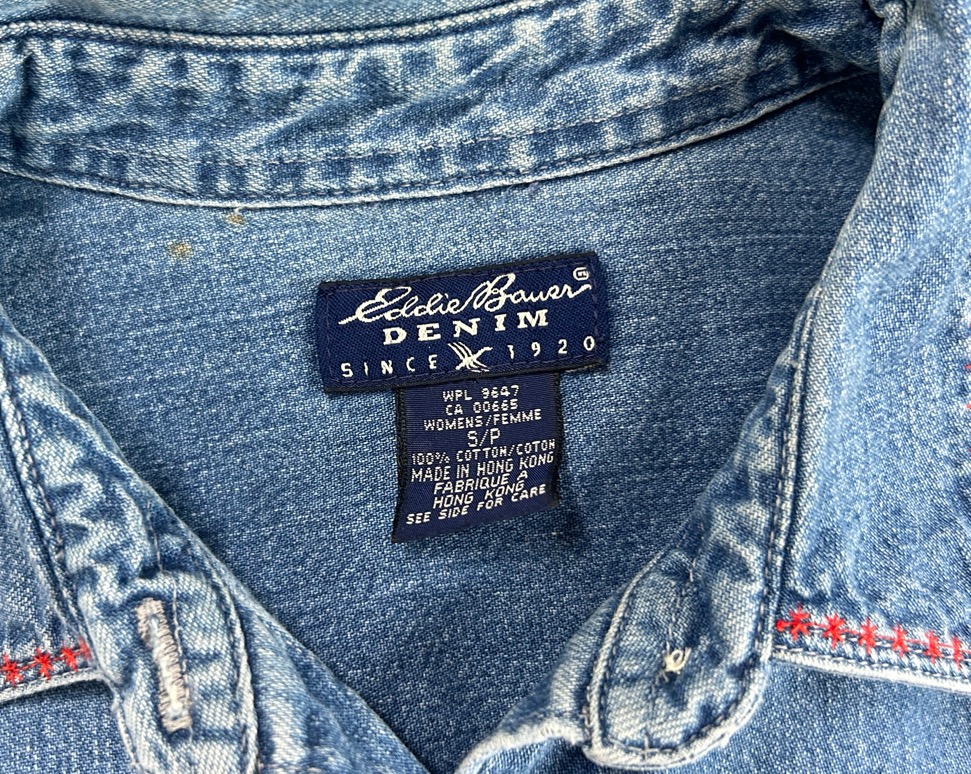 Eddie Bauer
DENIM
SINCE 1920
WPL 9647
CA 00665
WOMENS/FEMME
S/P
100% COTTON/COTON
MADE IN HONG KONG
FABRIQUE A
HONG KONG
SEE SIDE FOR CARE